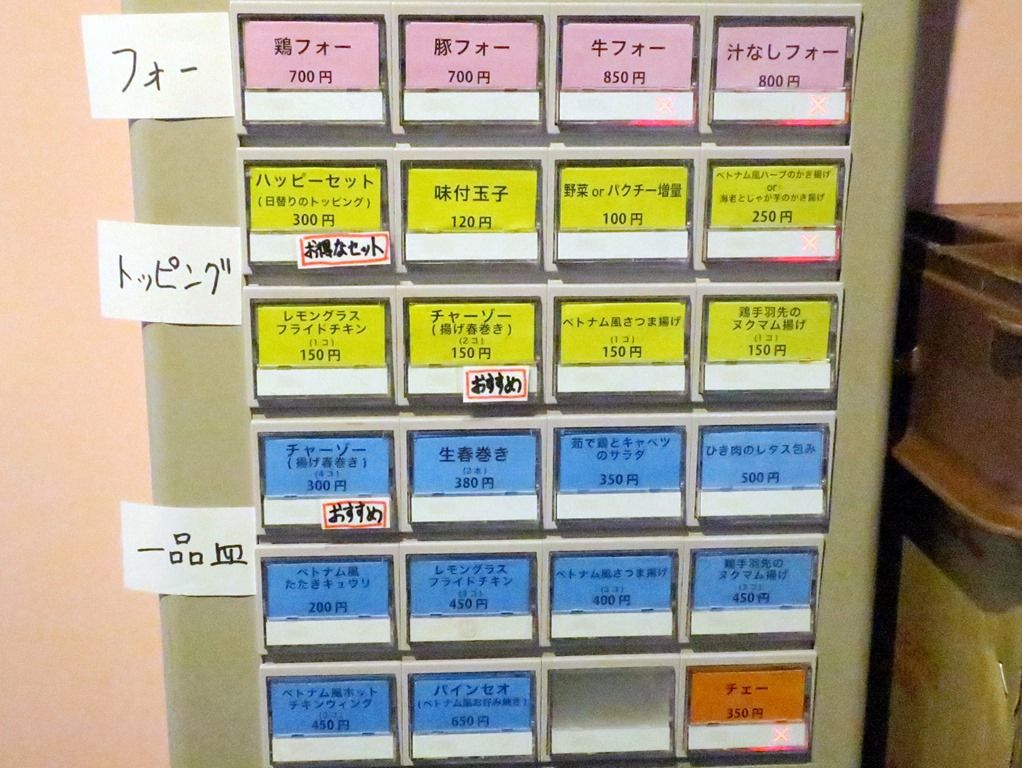 フォー
鶏フォー
700円
豚フォー
700円
牛フォー
850円
汁なしフォー
800円
トッピング
ハッピーセット
(日替りのトッピング)
300円
お得なセット
味付玉子
120円
野菜 or パクチー増量
100円
ベトナム風ハーブのかき揚げ
or
海老とじゃが芋のかき揚げ
250円
レモングラス
フライドチキン
(1コ)
150円
チャーゾー
(揚げ春巻き)
(2コ)
150円
おすすめ
ベトナム風さつま揚げ
(1コ)
150円
鶏手羽先の
ヌクマム揚げ
(1コ)
150円
一品皿
チャーゾー
(揚げ春巻き)
(4コ)
300円
おすすめ
生春巻き
(2本)
380円
茹で鶏とキャベツ
のサラダ
350円
ひき肉のレタス包み
500円
ベトナム風
たたきキュウリ
200円
レモングラス
フライドチキン
450円
ベトナム風さつま揚げ
400円
鶏手羽先の
ヌクマム揚げ
450円
ベトナム風ホット
チキンウィング
450円
バインセオ
(ベトナム風お好み焼き)
650円
チェー
350円